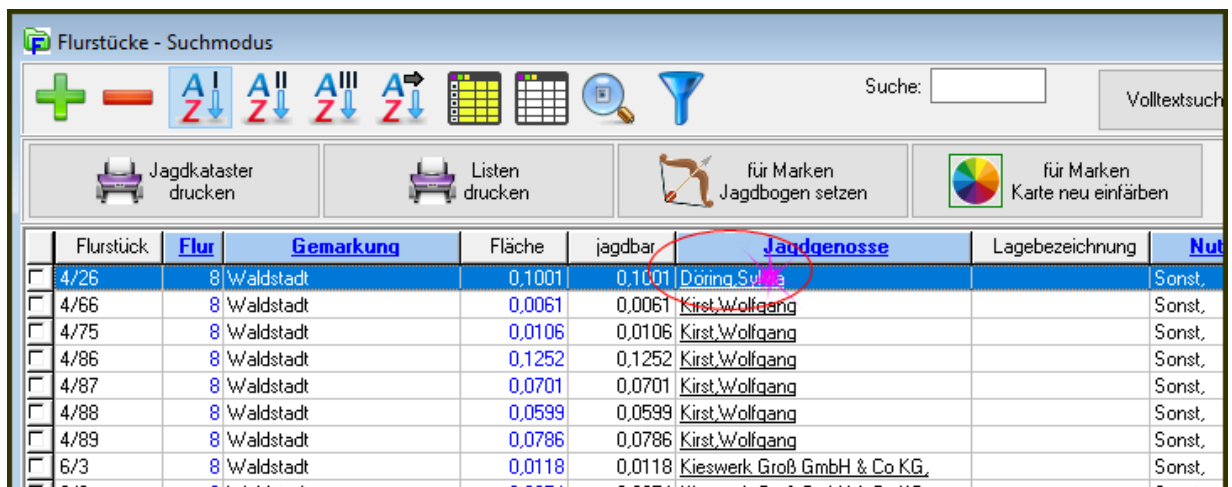 Flurstücke - Suchmodus
Suche:
Volltextsuch
Jagdkataster drucken
Listen drucken
für Marken Jagdbogen setzen
für Marken Karte neu einfärben
Flurstück Flur Gemarkung Fläche jagdbar Jagdgenosse Lagebezeichnung Nut
4/26 8 Waldstadt 0,1001 0,1001 Döring, Sonst,
4/66 8 Waldstadt 0,0061 0,0061 Kirst,Wolfgang Sonst,
4/75 8 Waldstadt 0,0106 0,0106 Kirst,Wolfgang Sonst,
4/86 8 Waldstadt 0,1252 0,1252 Kirst,Wolfgang Sonst,
4/87 8 Waldstadt 0,0701 0,0701 Kirst,Wolfgang Sonst,
4/88 8 Waldstadt 0,0599 0,0599 Kirst,Wolfgang Sonst,
4/89 8 Waldstadt 0,0786 0,0786 Kirst,Wolfgang Sonst,
6/3 8 Waldstadt 0,0118 0,0118 Kieswerk Groß GmbH & Co KG, Sonst,